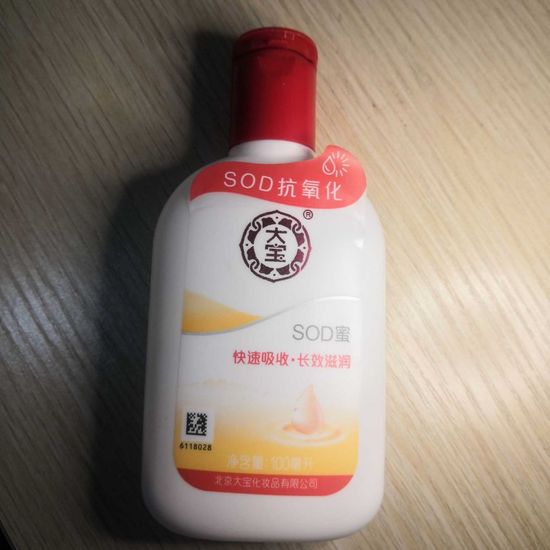 SOD抗氧化
大宝®
SOD蜜
快速吸收·长效滋润
6118028
净含量:100毫升
北京大宝化妆品有限公司